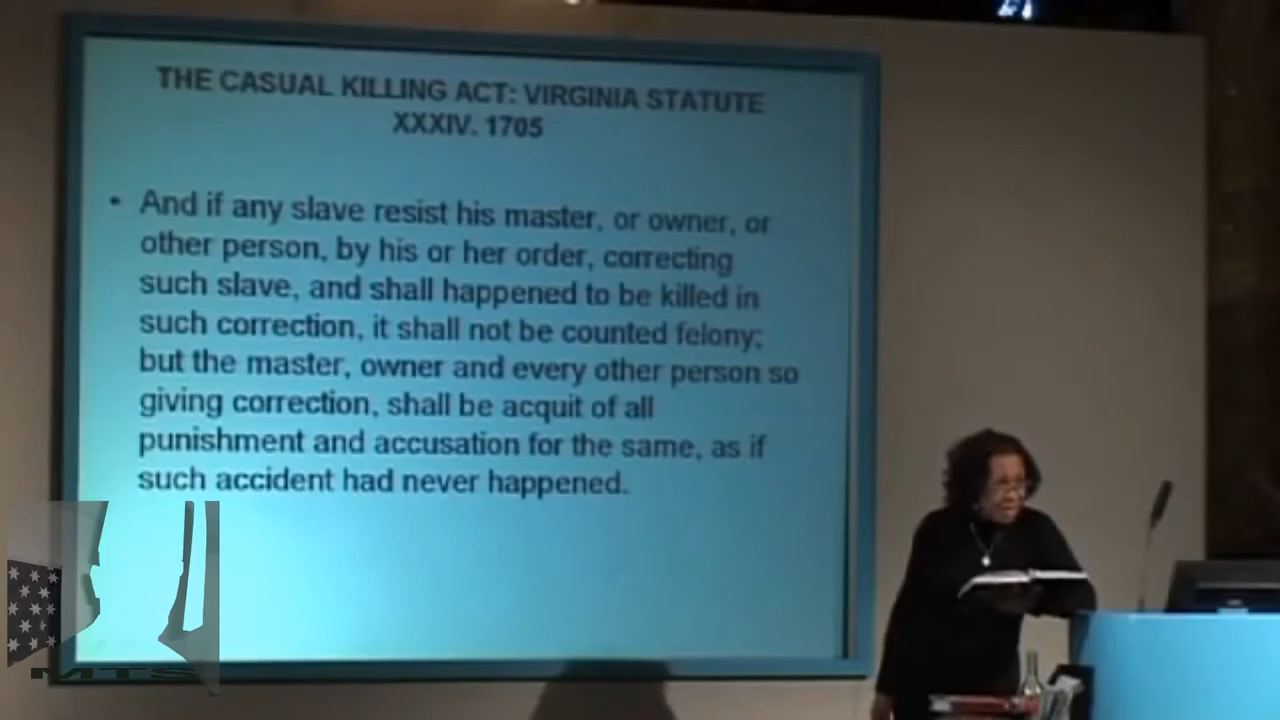 THE CASUAL KILLING ACT: VIRGINIA STATUTE
XXXIV. 1705
• And if any slave resist his master, or owner, or
other person, by his or her order, correcting
such slave, and shall happened to be killed in
such correction, it shall not be counted felony;
but the master, owner and every other person so
giving correction, shall be acquit of all
punishment and accusation for the same, as if
such accident had never happened.
MTS